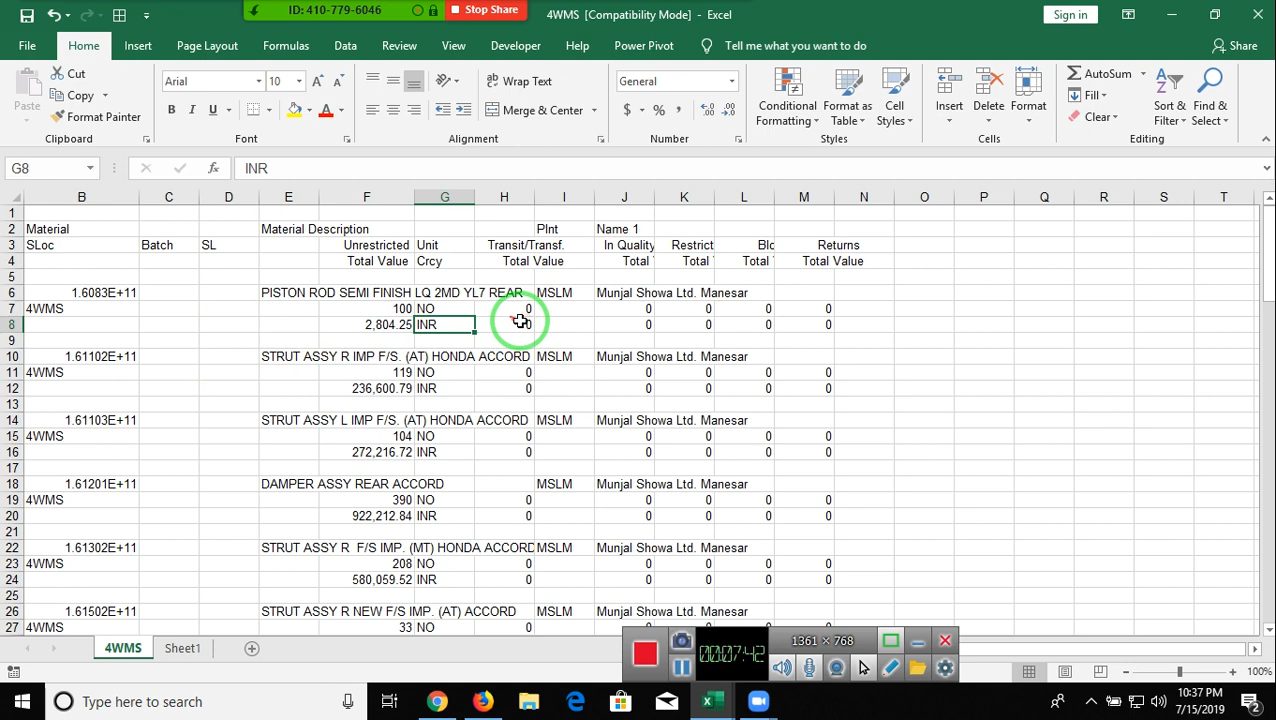 ID: 410-779-6046 Stop Share
4WMS [Compatibility Mode] - Excel
Sign in
File Home Insert Page Layout Formulas Data Review View Developer Help Power Pivot Tell me what you want to do Share
Paste Cut Copy Format Painter
Arial 10
B I U A
Wrap Text
Merge & Center
General
$ %
Conditional Formatting
Format as Table
Cell Styles
Insert Delete Format
AutoSum Fill Clear
Sort & Filter
Find & Select
Clipboard Font Alignment Number Styles Cells Editing
G8 fx INR
B C D E F G H I J K L M N O P Q R S T
1
2 Material Material Description Plnt Name 1
3 SLoc Batch SL Unrestricted Unit Transit/Transf. In Quality Restrict Blc Returns
4 Total Value Crcy Total Value Total Total Total Total Value
5
6 1.6083E+11 PISTON ROD SEMI FINISH LQ 2MD YL7 REAR MSLM Munjal Showa Ltd. Manesar
7 4WMS 100 NO 0 0 0 0 0
8 2,804.25 INR 0 0 0 0 0
9
10 1.61102E+11 STRUT ASSY R IMP F/S. (AT) HONDA ACCORD MSLM Munjal Showa Ltd. Manesar
11 4WMS 119 NO 0 0 0 0 0
12 236,600.79 INR 0 0 0 0 0
13
14 1.61103E+11 STRUT ASSY L IMP F/S. (AT) HONDA ACCORD MSLM Munjal Showa Ltd. Manesar
15 4WMS 104 NO 0 0 0 0 0
16 272,216.72 INR 0 0 0 0 0
17
18 1.61201E+11 DAMPER ASSY REAR ACCORD MSLM Munjal Showa Ltd. Manesar
19 4WMS 390 NO 0 0 0 0 0
20 922,212.84 INR 0 0 0 0 0
21
22 1.61302E+11 STRUT ASSY R F/S IMP. (MT) HONDA ACCORD MSLM Munjal Showa Ltd. Manesar
23 4WMS 208 NO 0 0 0 0 0
24 580,059.52 INR 0 0 0 0 0
25
26 1.61502E+11 STRUT ASSY R NEW F/S IMP. (AT) ACCORD MSLM Munjal Showa Ltd. Manesar
27 4WMS 33 NO 0
4WMS Sheet1
00:07:42 1361 × 768
100%
Type here to search
10:37 PM
7/15/2019
2